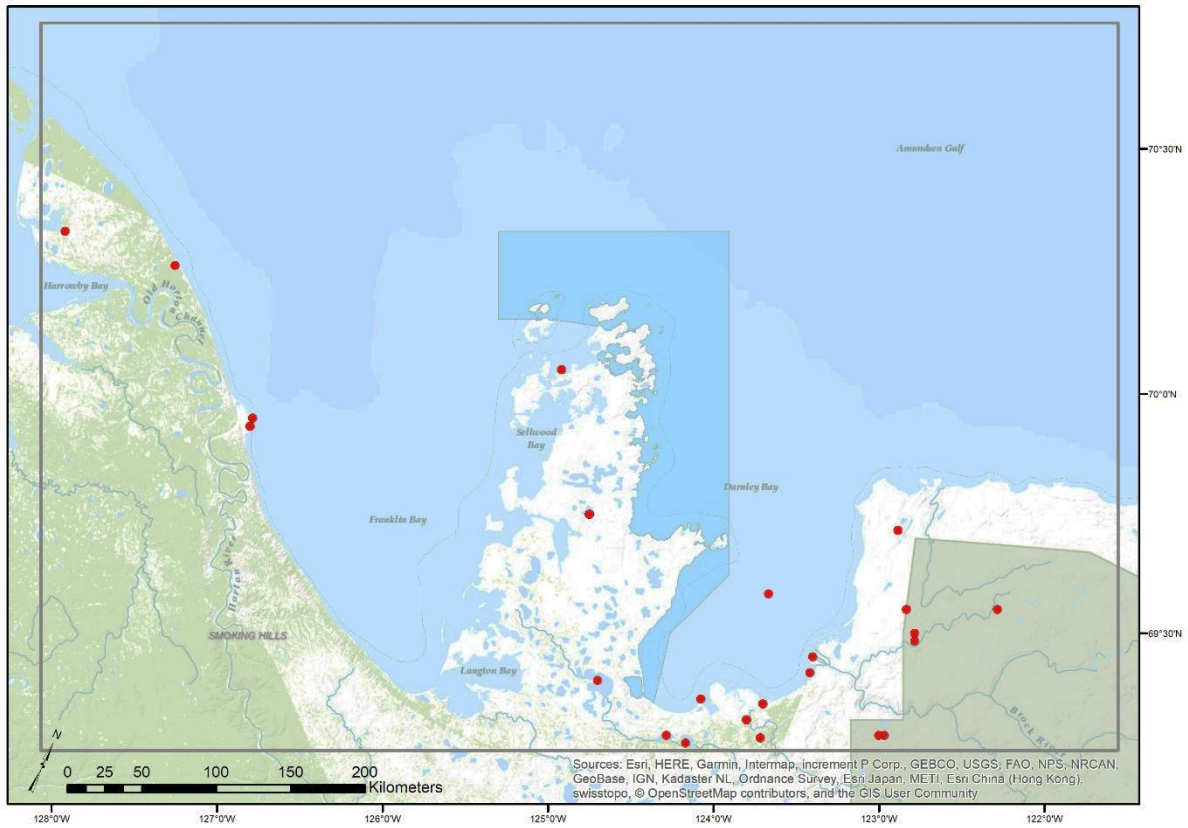 Amundsen Gulf
70°30'N
Harrowby Bay
Old Horton Channel
70°0'N
Sellwood
Bay
Darnley Bay
Franklin Bay
Horton River
SMOKING HILLS
69°30'N
Langton Bay
Brock River
N
0 25 50 100 150 200
Kilometers
Sources: Esri, HERE, Garmin, Intermap, increment P Corp., GEBCO, USGS, FAO, NPS, NRCAN,
GeoBase, IGN, Kadaster NL, Ordnance Survey, Esri Japan, METI, Esri China (Hong Kong),
swisstopo, © OpenStreetMap contributors, and the GIS User Community
128°0'W 127°0'W 126°0'W 125°0'W 124°0'W 123°0'W 122°0'W